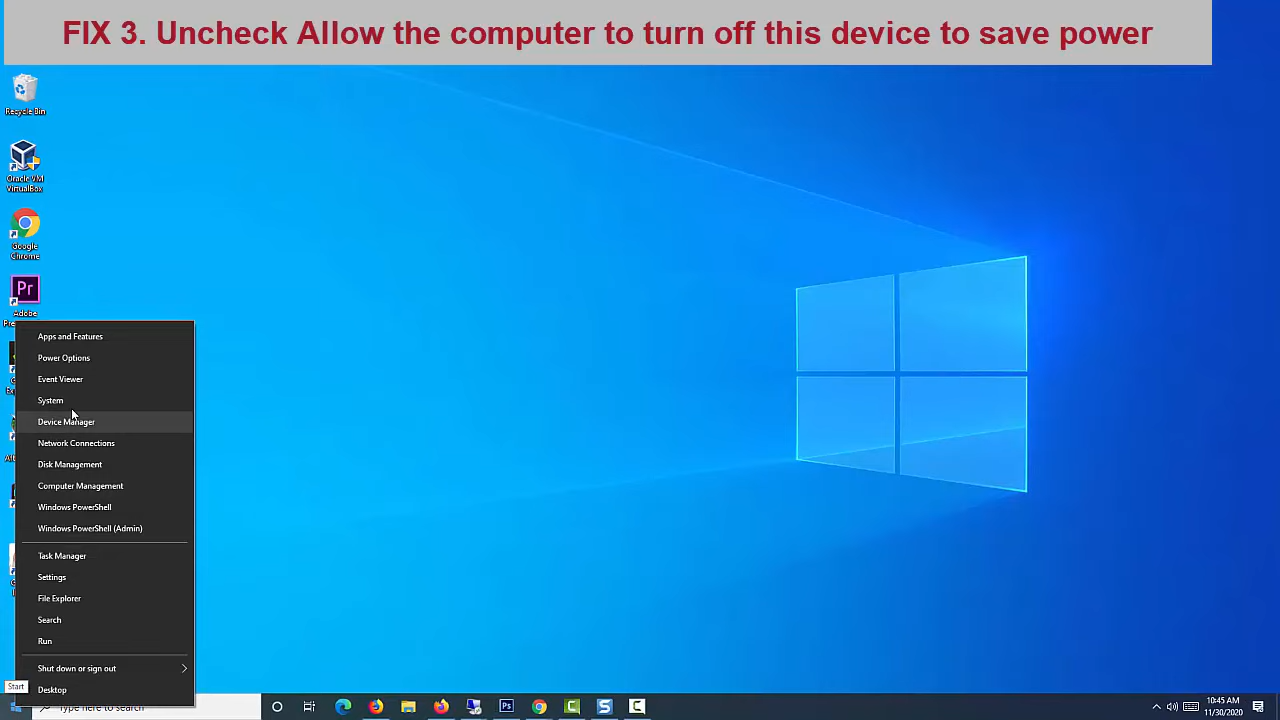 FIX 3. Uncheck Allow the computer to turn off this device to save power
Recycle Bin
Oracle VM
VirtualBox
Google
Chrome
Pr
Adobe
Apps and Features
Power Options
Event Viewer
System
Device Manager
Network Connections
Disk Management
Computer Management
Windows PowerShell
Windows PowerShell (Admin)
Task Manager
Settings
File Explorer
Search
Run
Shut down or sign out
Desktop
Start
Type here to search
Ps
10:45 AM
11/30/2020